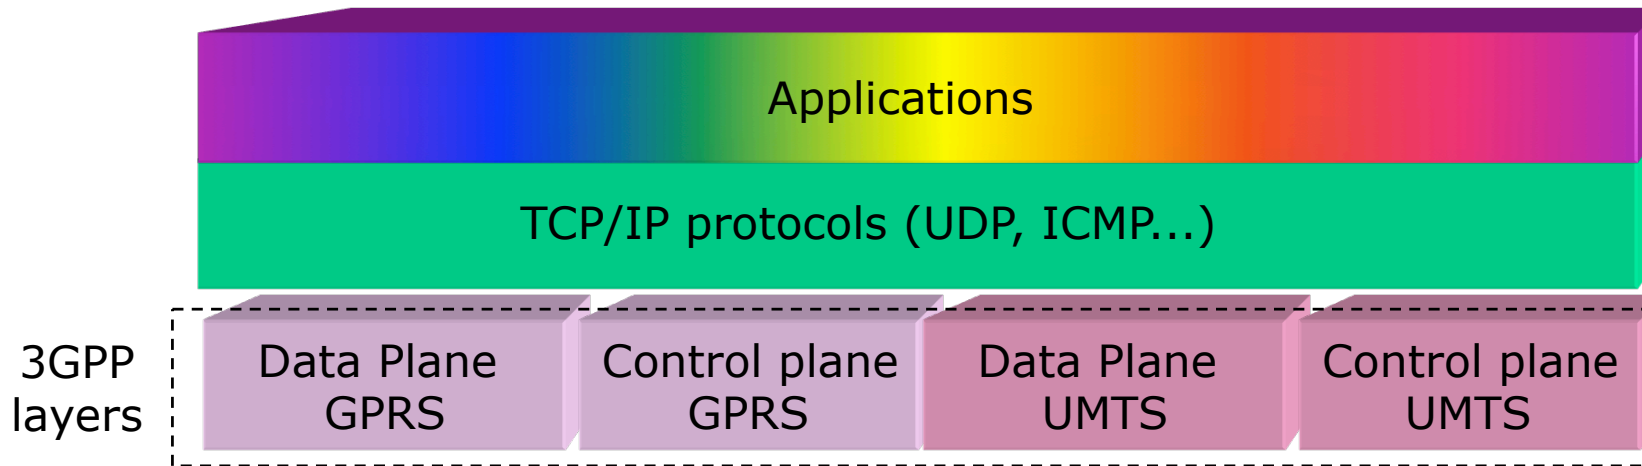 Applications
TCP/IP protocols (UDP, ICMP...)
3GPP
layers
Data Plane
GPRS
Control plane
GPRS
Data Plane
UMTS
Control plane
UMTS